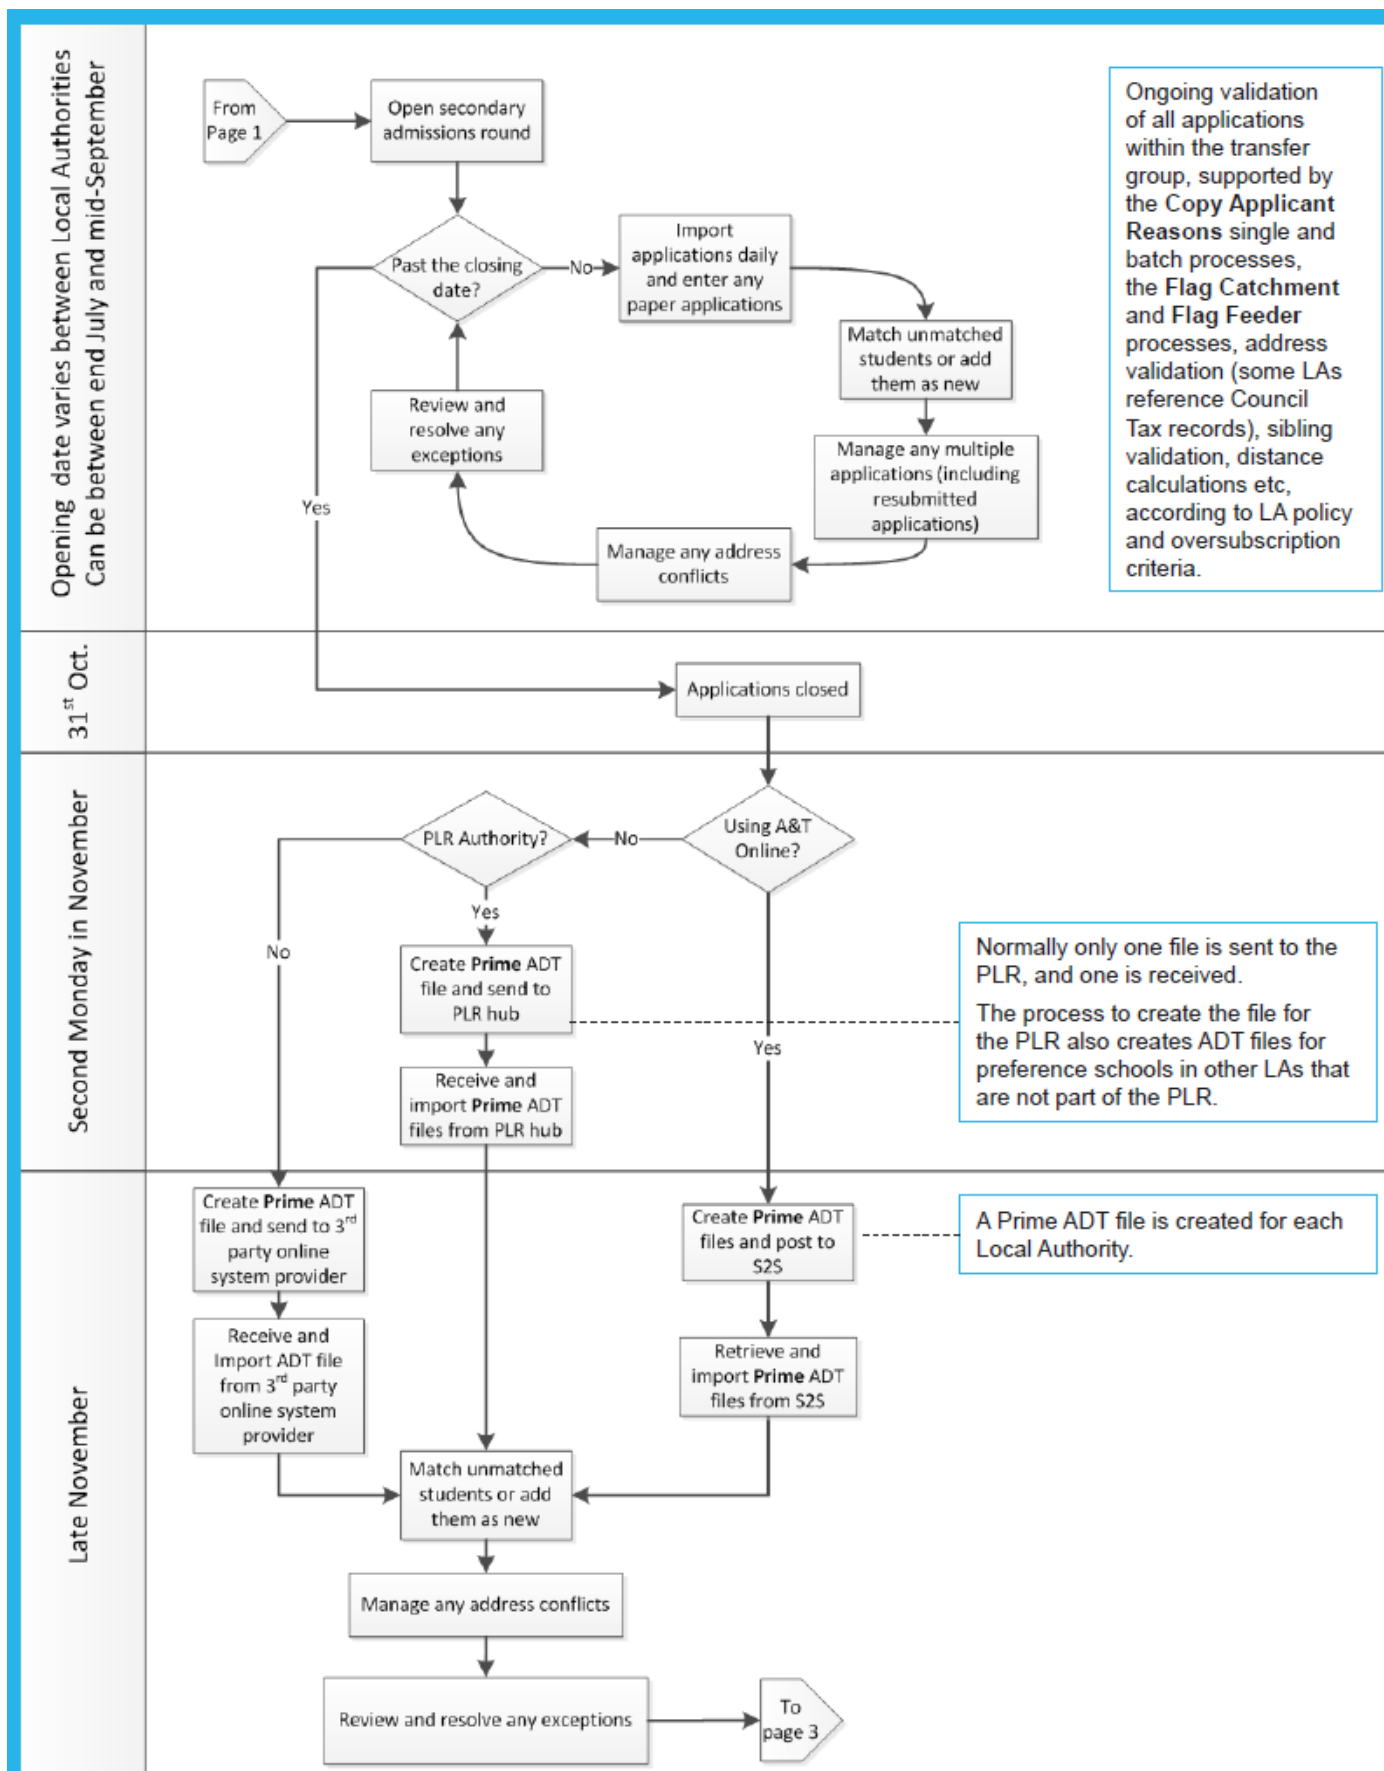 Opening date varies between Local Authorities
Can be between end July and mid-September
From
Page 1
Open secondary
admissions round
Past the closing
date?
No
Import
applications daily
and enter any
paper applications
Match unmatched
students or add
them as new
Manage any multiple
applications (including
resubmitted
applications)
Manage any address
conflicts
Review and
resolve any
exceptions
Yes
Ongoing validation
of all applications
within the transfer
group, supported by
the Copy Applicant
Reasons single and
batch processes,
the Flag Catchment
and Flag Feeder
processes, address
validation (some LAs
reference Council
Tax records), sibling
validation, distance
calculations etc,
according to LA policy
and oversubscription
criteria.
31st Oct.
Applications closed
Second Monday in November
Using A&T
Online?
No
PLR Authority?
Yes
No
Yes
Create Prime ADT
file and send to
PLR hub
Receive and
import Prime ADT
files from PLR hub
Normally only one file is sent to the
PLR, and one is received.
The process to create the file for
the PLR also creates ADT files for
preference schools in other LAs that
are not part of the PLR.
Late November
Create Prime ADT
file and send to 3rd
party online
system provider
Receive and
Import ADT file
from 3rd party
online system
provider
Create Prime ADT
files and post to
S2S
A Prime ADT file is created for each
Local Authority.
Retrieve and
import Prime ADT
files from S2S
Match unmatched
students or add
them as new
Manage any address conflicts
Review and resolve any exceptions
To
page 3